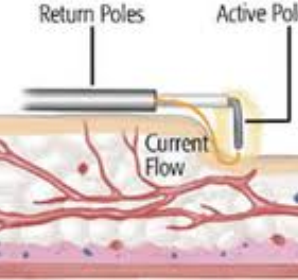 Return Poles
Active Pol
Current
Flow